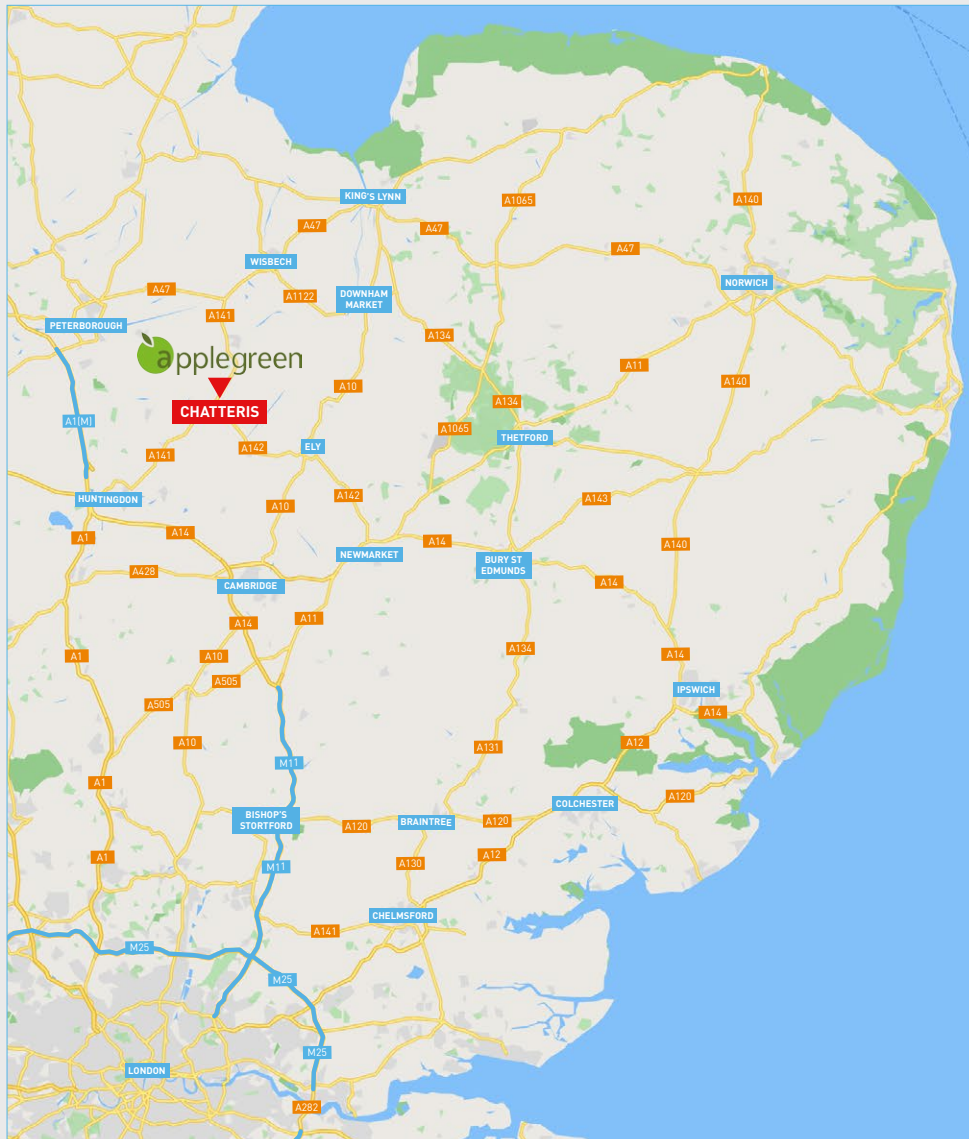 KING'S LYNN
A1065
A140
A47
A47
A47
WISBECH
NORWICH
A47
A1122
DOWNHAM
MARKET
A141
PETERBOROUGH
A134
applegreen
A11
A140
A10
A134
CHATTERIS
A1(M)
A1065
THETFORD
A142
ELY
A141
A142
HUNTINGDON
A143
A10
A14
A1
A14
A140
NEWMARKET
BURY ST
EDMUNDS
A428
CAMBRIDGE
A14
A11
A14
A134
A1
A10
A14
A505
IPSWICH
A505
A14
A10
A12
A131
M11
A1
A120
COLCHESTER
BISHOP'S
STORTFORD
A120
BRAINTREE
A120
A1
A12
A130
M11
CHELMSFORD
A141
M25
M25
M25
LONDON
A282